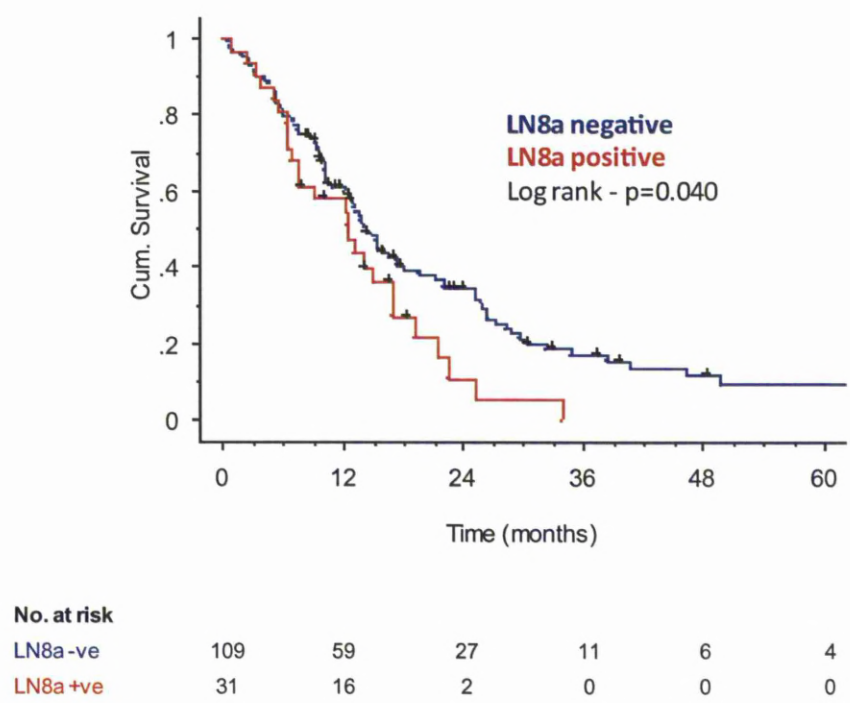 1
.8
.6
.4
.2
0
Cum. Survival
LN8a negative
LN8a positive
Log rank - p=0.040
0 12 24 36 48 60
Time (months)
No. at risk
LN8a -ve 109 59 27 11 6 4
LN8a +ve 31 16 2 0 0 0